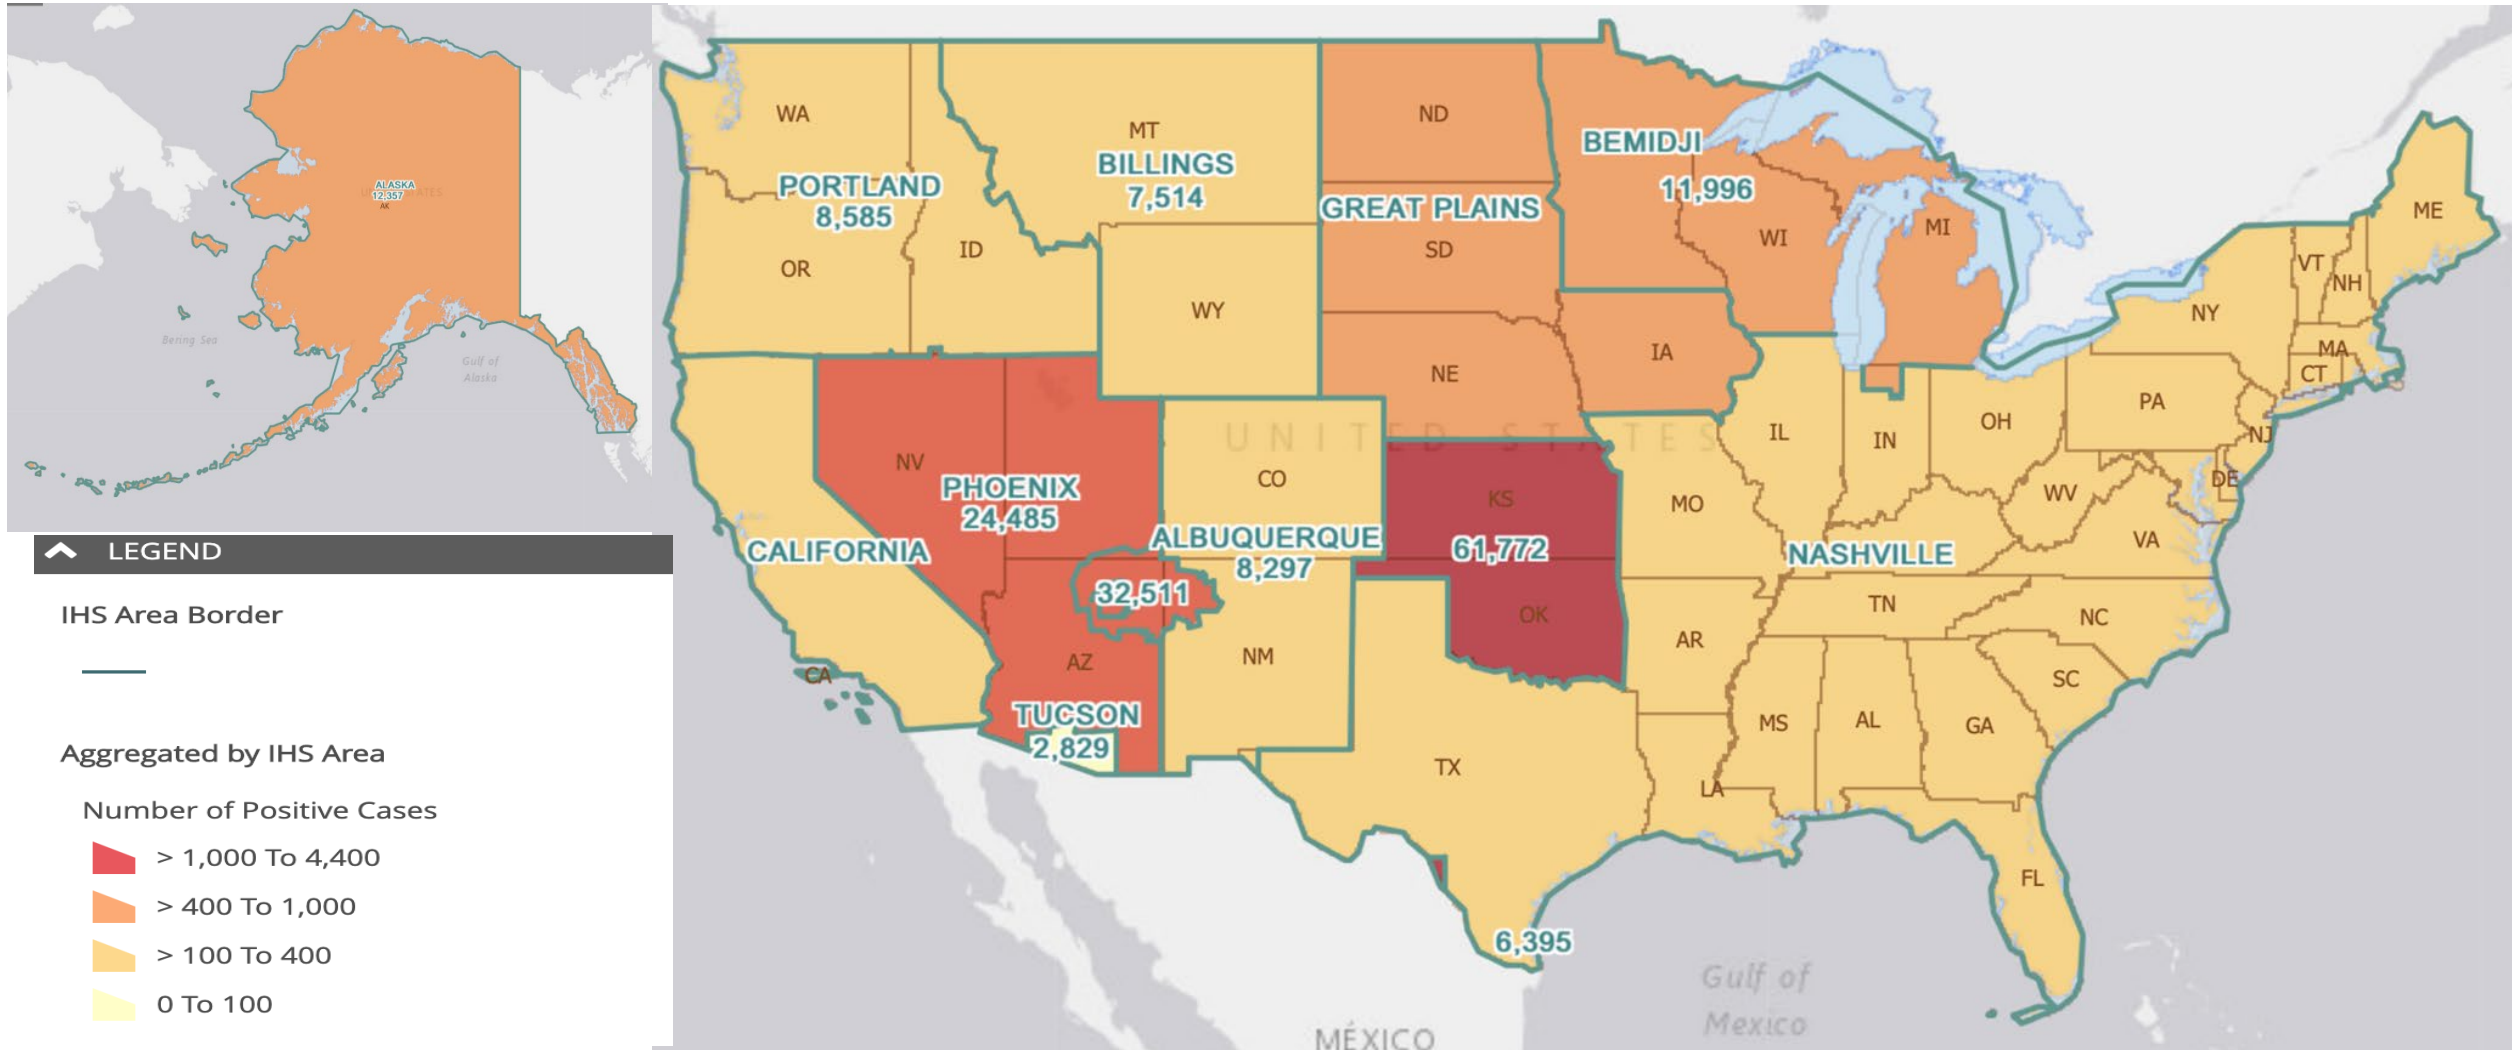 ALASKA
UNITED STATES
12,357
AK
Bering Sea
Gulf of
Alaska
LEGEND
IHS Area Border
Aggregated by IHS Area
Number of Positive Cases
> 1,000 To 4,400
> 400 To 1,000
> 100 To 400
0 To 100
WA
MT
ND
BEMIDJI
BILLINGS
7,514
PORTLAND
8,585
GREAT PLAINS
11,996
ME
OR
ID
SD
WI
MI
VT
NH
WY
NY
IA
MA
NE
CT
PA
UNITED STATES
IL
IN
OH
NJ
NV
PHOENIX
24,485
CO
KS
MO
WV
DE
CALIFORNIA
ALBUQUERQUE
8,297
61,772
NASHVILLE
VA
32,511
OK
TN
NC
AZ
NM
AR
SC
CA
TUCSON
2,829
MS
AL
GA
TX
LA
FL
6,395
Gulf of
Mexico
MÉXICO